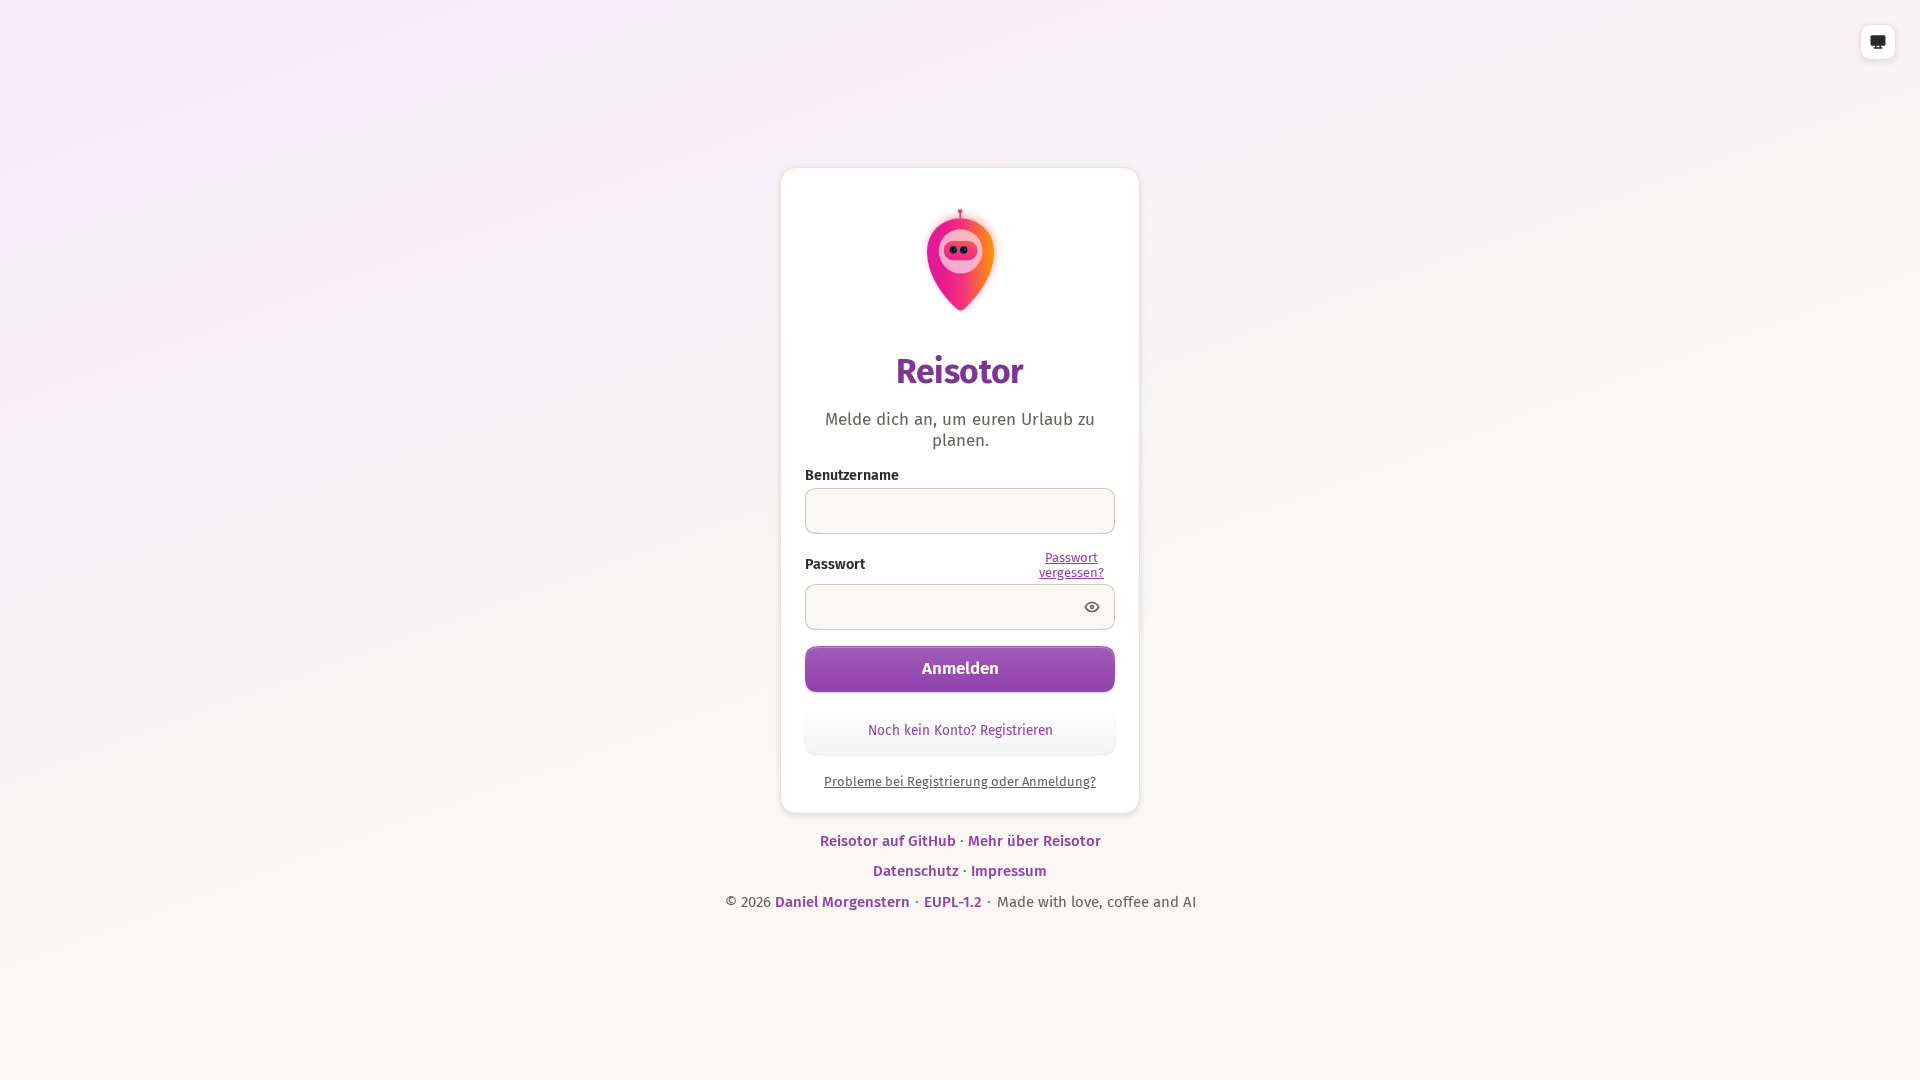 Reisotor
Melde dich an, um euren Urlaub zu
planen.
Benutzername
Passwort
Passwort
vergessen?
Anmelden
Noch kein Konto? Registrieren
Probleme bei Registrierung oder Anmeldung?
Reisotor auf GitHub · Mehr über Reisotor
Datenschutz · Impressum
© 2026 Daniel Morgenstern · EUPL-1.2 · Made with love, coffee and AI